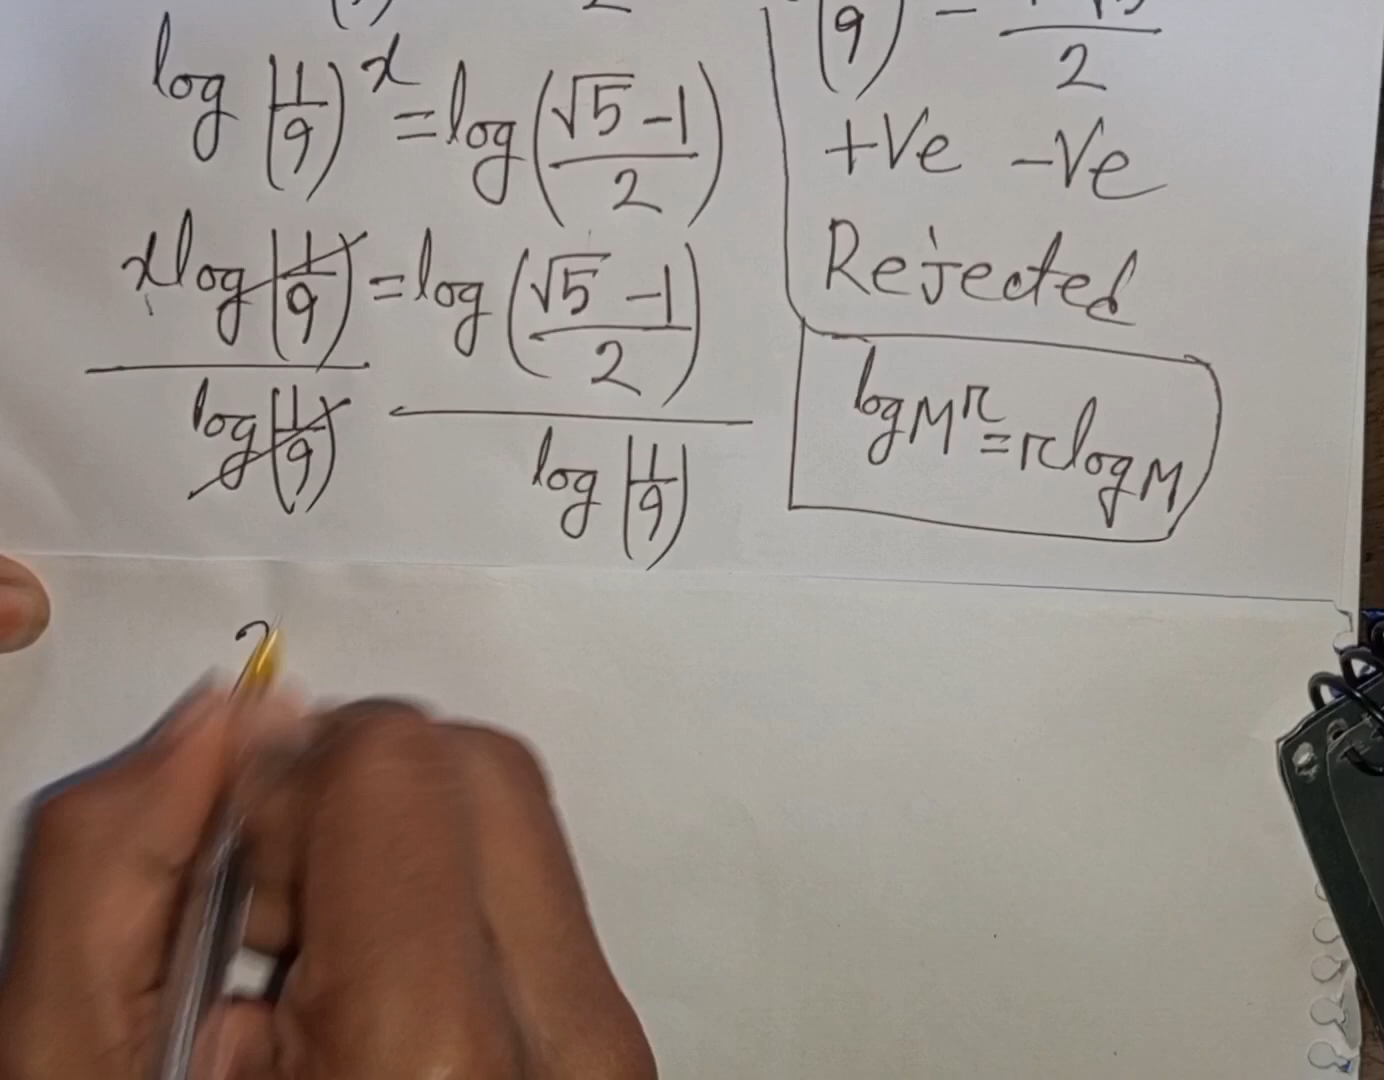 log (1/9)^x = log ((√5 - 1)/2)
x log (1/9) = log ((√5 - 1)/2)
log (1/9) log (1/9)
9) - 2
+Ve -Ve
Rejected
log M^r = r log M